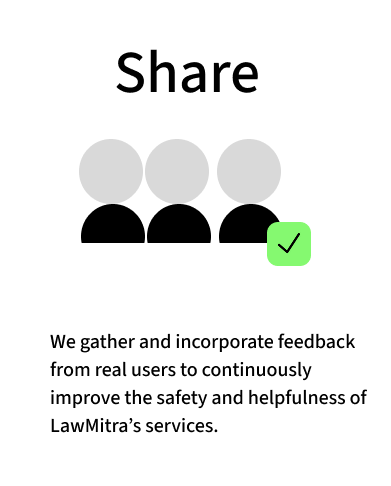 Share
We gather and incorporate feedback
from real users to continuously
improve the safety and helpfulness of
LawMitra’s services.